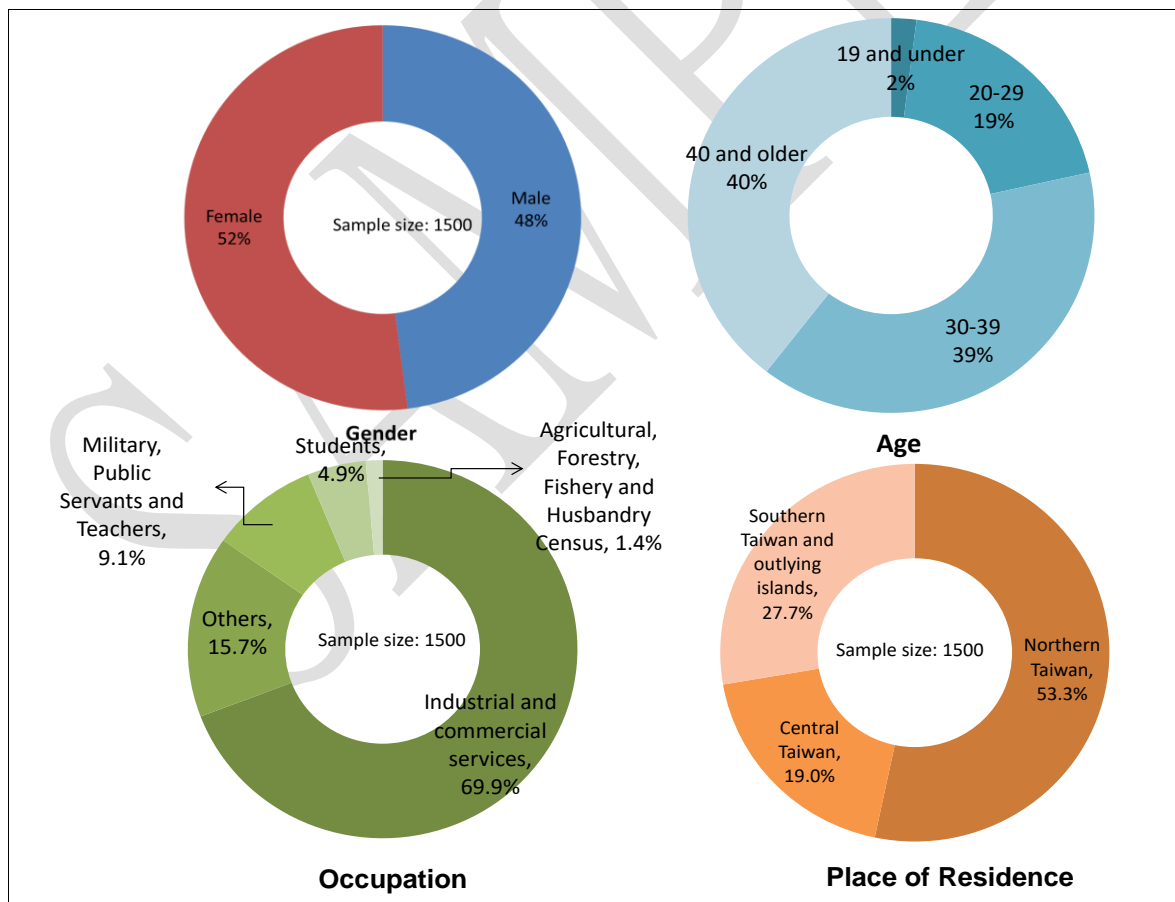 Female
52%
Sample size: 1500
Male
48%
Gender
19 and under
2%
20-29
19%
40 and older
40%
30-39
39%
Age
Military,
Public
Servants and
Teachers,
9.1%
Students,
4.9%
Agricultural,
Forestry,
Fishery and
Husbandry
Census, 1.4%
Others,
15.7%
Sample size: 1500
Industrial and
commercial
services,
69.9%
Occupation
Southern
Taiwan and
outlying
islands,
27.7%
Sample size: 1500
Northern
Taiwan,
53.3%
Central
Taiwan,
19.0%
Place of Residence